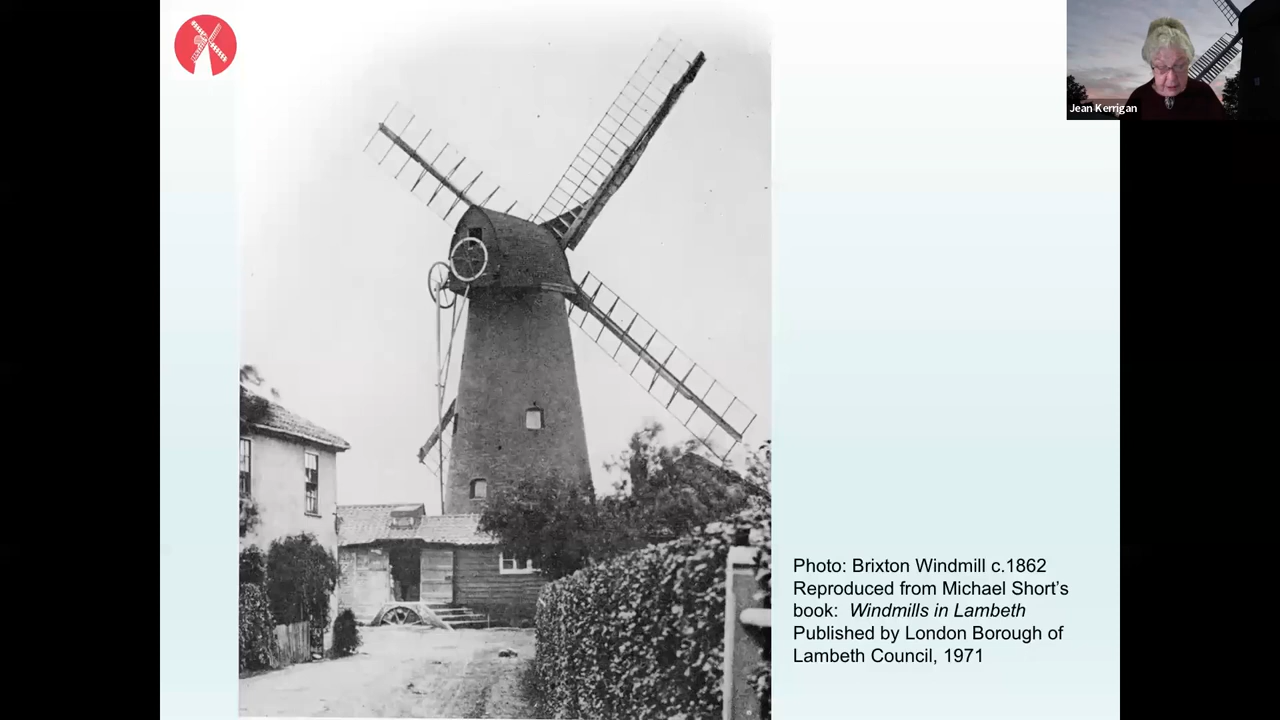 Jean Kerrigan
Photo: Brixton Windmill c.1862
Reproduced from Michael Short’s
book: Windmills in Lambeth
Published by London Borough of
Lambeth Council, 1971